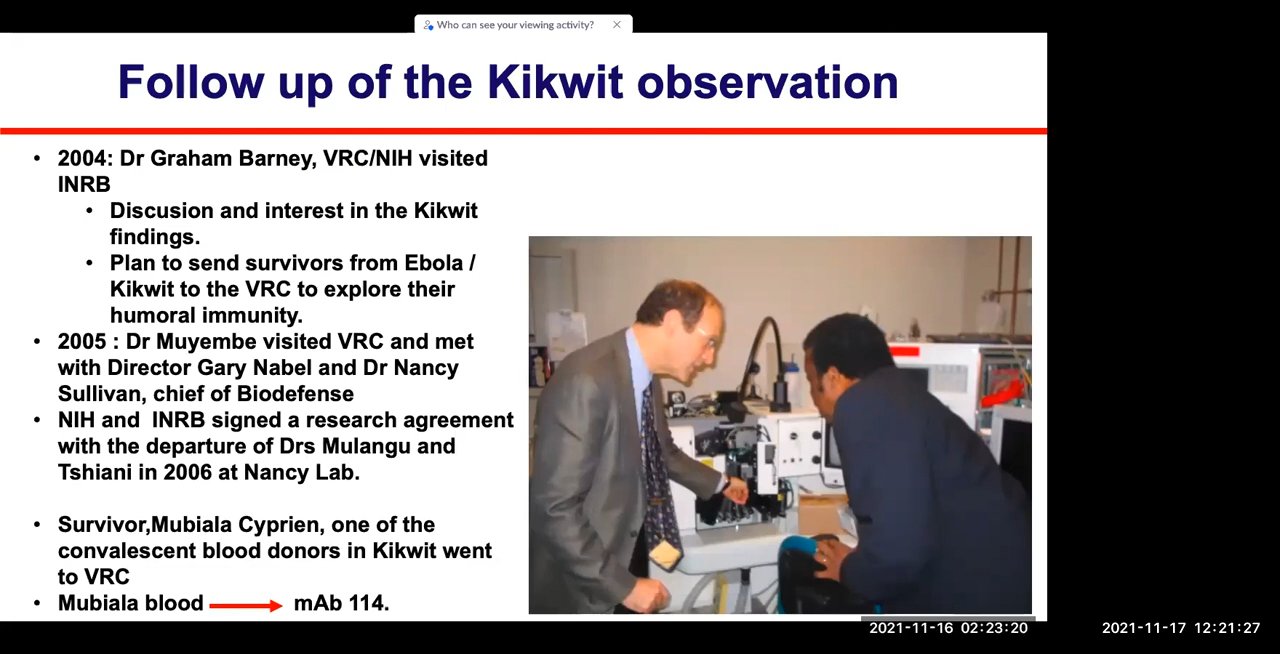 Who can see your viewing activity?
Follow up of the Kikwit observation
• 2004: Dr Graham Barney, VRC/NIH visited
INRB
• Discusion and interest in the Kikwit
findings.
• Plan to send survivors from Ebola /
Kikwit to the VRC to explore their
humoral immunity.
• 2005 : Dr Muyembe visited VRC and met
with Director Gary Nabel and Dr Nancy
Sullivan, chief of Biodefense
• NIH and INRB signed a research agreement
with the departure of Drs Mulangu and
Tshiani in 2006 at Nancy Lab.
• Survivor,Mubiala Cyprien, one of the
convalescent blood donors in Kikwit went
to VRC
• Mubiala blood → mAb 114.
2021-11-16 02:23:20
2021-11-17 12:21:27